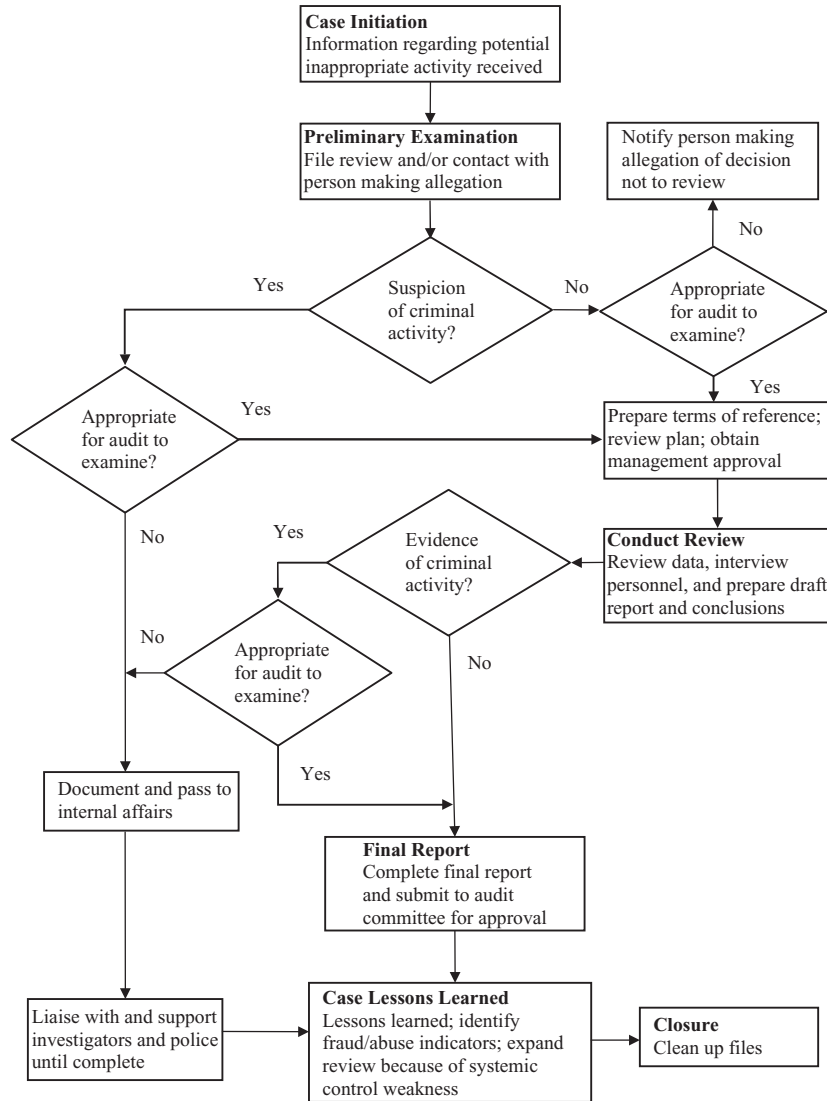 Case Initiation
Information regarding potential
inappropriate activity received
Preliminary Examination
File review and/or contact with
person making allegation
Notify person making
allegation of decision
not to review
No
Yes
Suspicion
of criminal
activity?
No
Appropriate
for audit to
examine?
Yes
Appropriate
for audit to
examine?
Yes
Prepare terms of reference;
review plan; obtain
management approval
No
Yes
Evidence
of criminal
activity?
Conduct Review
Review data, interview
personnel, and prepare draft
report and conclusions
No
Appropriate
for audit to
examine?
No
Yes
Document and pass to
internal affairs
Final Report
Complete final report
and submit to audit
committee for approval
Liaise with and support
investigators and police
until complete
Case Lessons Learned
Lessons learned; identify
fraud/abuse indicators; expand
review because of systemic
control weakness
Closure
Clean up files